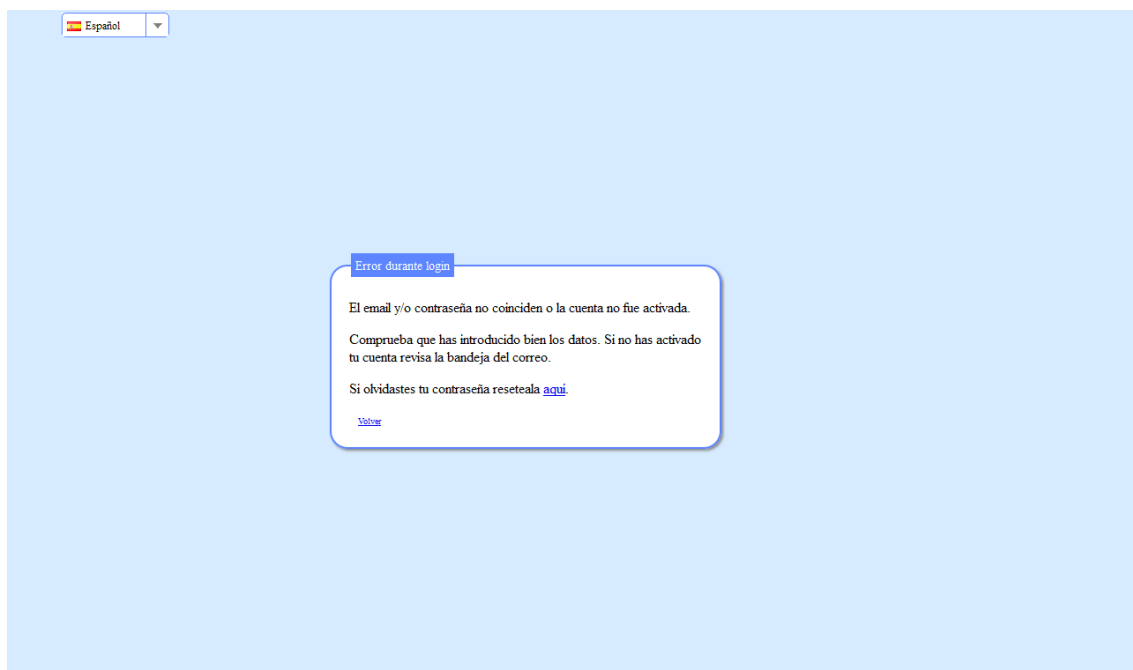 Español
Error durante login
El email y/o contraseña no coinciden o la cuenta no fue activada.
Comprueba que has introducido bien los datos. Si no has activado
tu cuenta revisa la bandeja del correo.
Si olvidastes tu contraseña reseteala aquí.
Volver